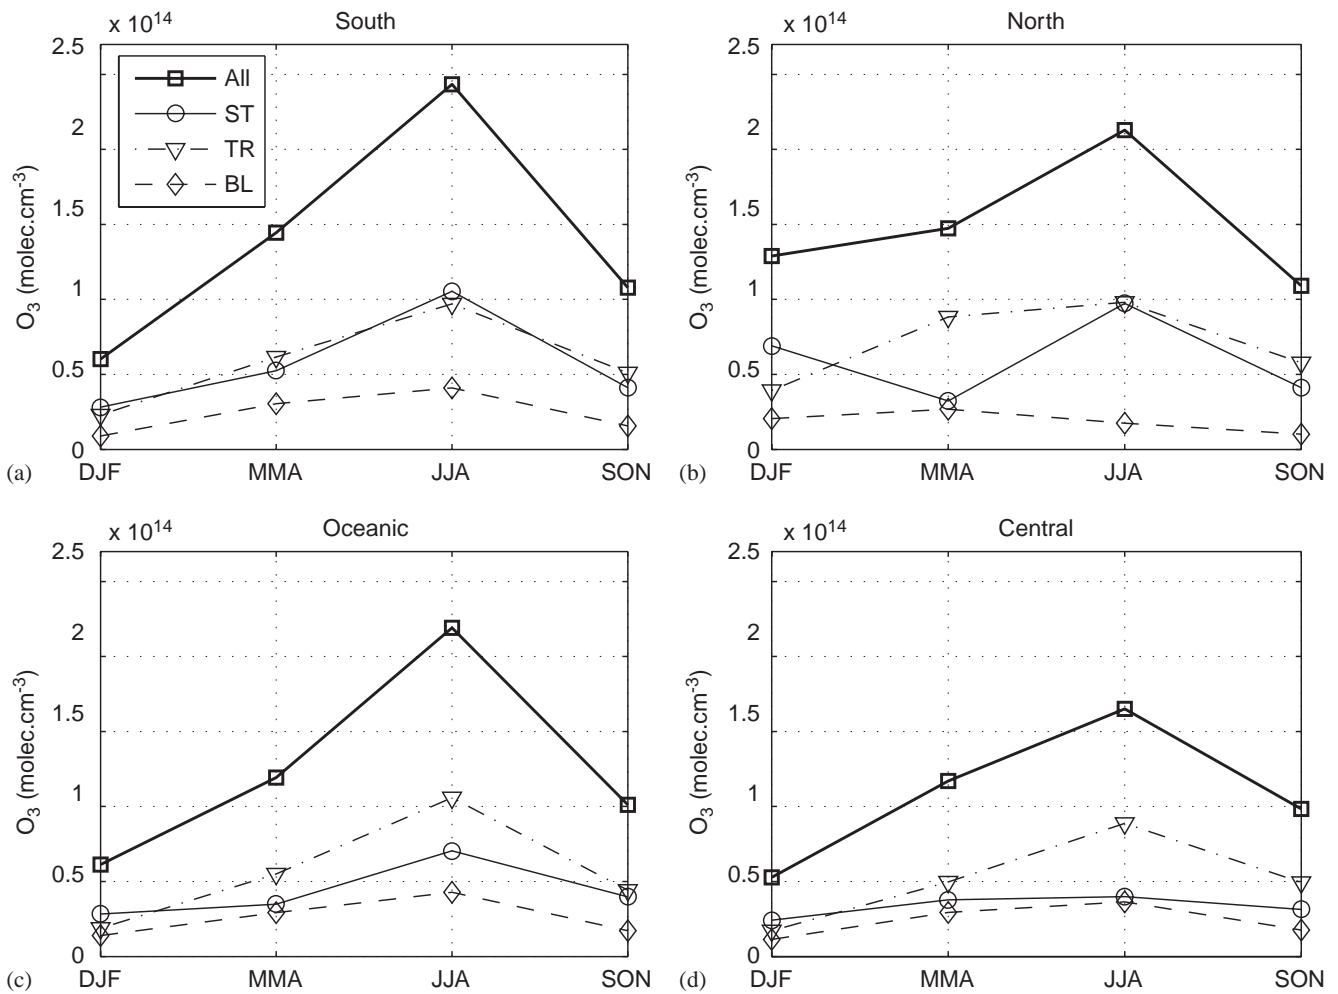 x 10^14 South
2.5
2
1.5
1
0.5
0
O3 (molec.cm-3)
All
ST
TR
BL
(a) DJF MMA JJA SON
x 10^14 North
2.5
2
1.5
1
0.5
0
O3 (molec.cm-3)
(b) DJF MMA JJA SON
x 10^14 Oceanic
2.5
2
1.5
1
0.5
0
O3 (molec.cm-3)
(c) DJF MMA JJA SON
x 10^14 Central
2.5
2
1.5
1
0.5
0
O3 (molec.cm-3)
(d) DJF MMA JJA SON